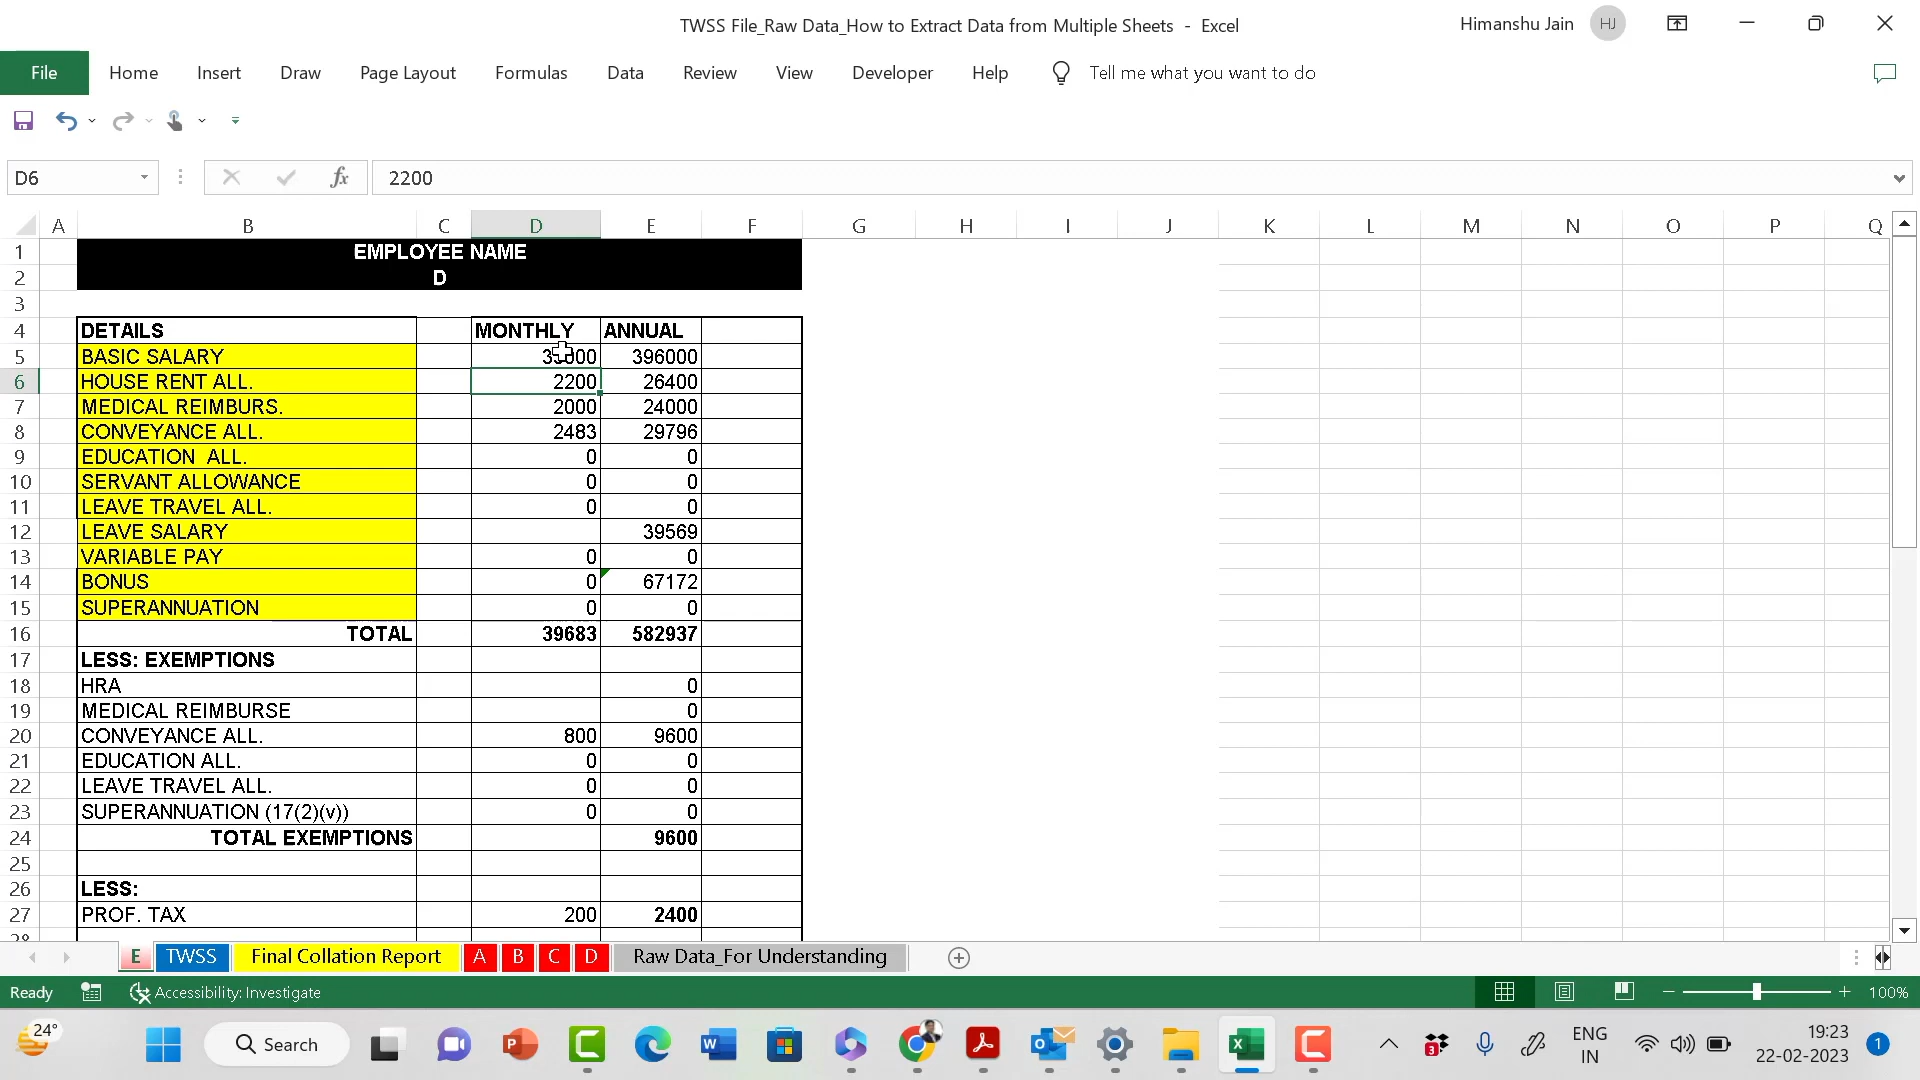 TWSS File_Raw Data_How to Extract Data from Multiple Sheets - Excel
Himanshu Jain HJ
File Home Insert Draw Page Layout Formulas Data Review View Developer Help Tell me what you want to do
D6 fx 2200
A B C D E F G H I J K L M N O P Q
1 EMPLOYEE NAME
2 D
3
4 DETAILS MONTHLY ANNUAL
5 BASIC SALARY 396000
6 HOUSE RENT ALL. 2200 26400
7 MEDICAL REIMBURS. 2000 24000
8 CONVEYANCE ALL. 2483 29796
9 EDUCATION ALL. 0 0
10 SERVANT ALLOWANCE 0 0
11 LEAVE TRAVEL ALL. 0 0
12 LEAVE SALARY 39569
13 VARIABLE PAY 0 0
14 BONUS 0 67172
15 SUPERANNUATION 0 0
16 TOTAL 39683 582937
17 LESS: EXEMPTIONS
18 HRA 0
19 MEDICAL REIMBURSE 0
20 CONVEYANCE ALL. 800 9600
21 EDUCATION ALL. 0 0
22 LEAVE TRAVEL ALL. 0 0
23 SUPERANNUATION (17(2)(v)) 0 0
24 TOTAL EXEMPTIONS 9600
25
26 LESS:
27 PROF. TAX 200 2400
28
E TWSS Final Collation Report A B C D Raw Data_For Understanding
Ready Accessibility: Investigate 100%
24° Search ENG 19:23
IN 22-02-2023 1